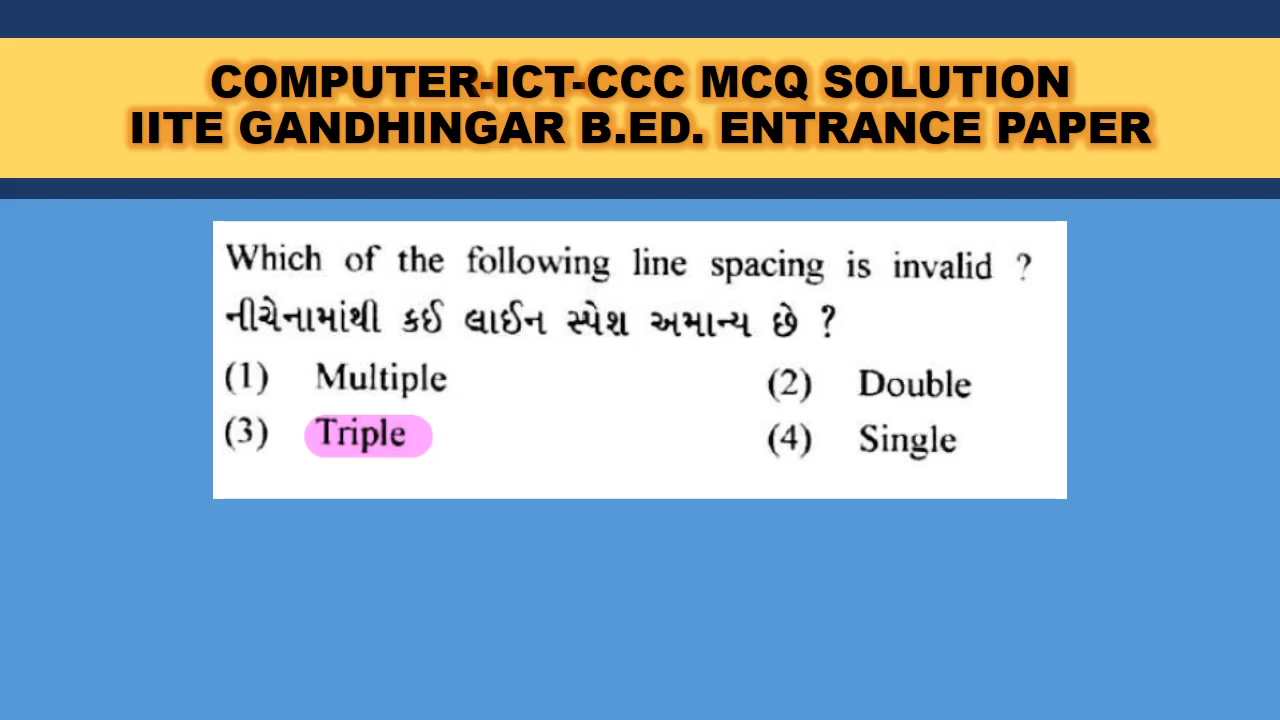 COMPUTER-ICT-CCC MCQ SOLUTION
IITE GANDHINGAR B.ED. ENTRANCE PAPER
Which of the following line spacing is invalid ?
નીચેનામાંથી કઈ લાઈન સ્પેશ અમાન્ય છે ?
(1) Multiple (2) Double
(3) Triple (4) Single